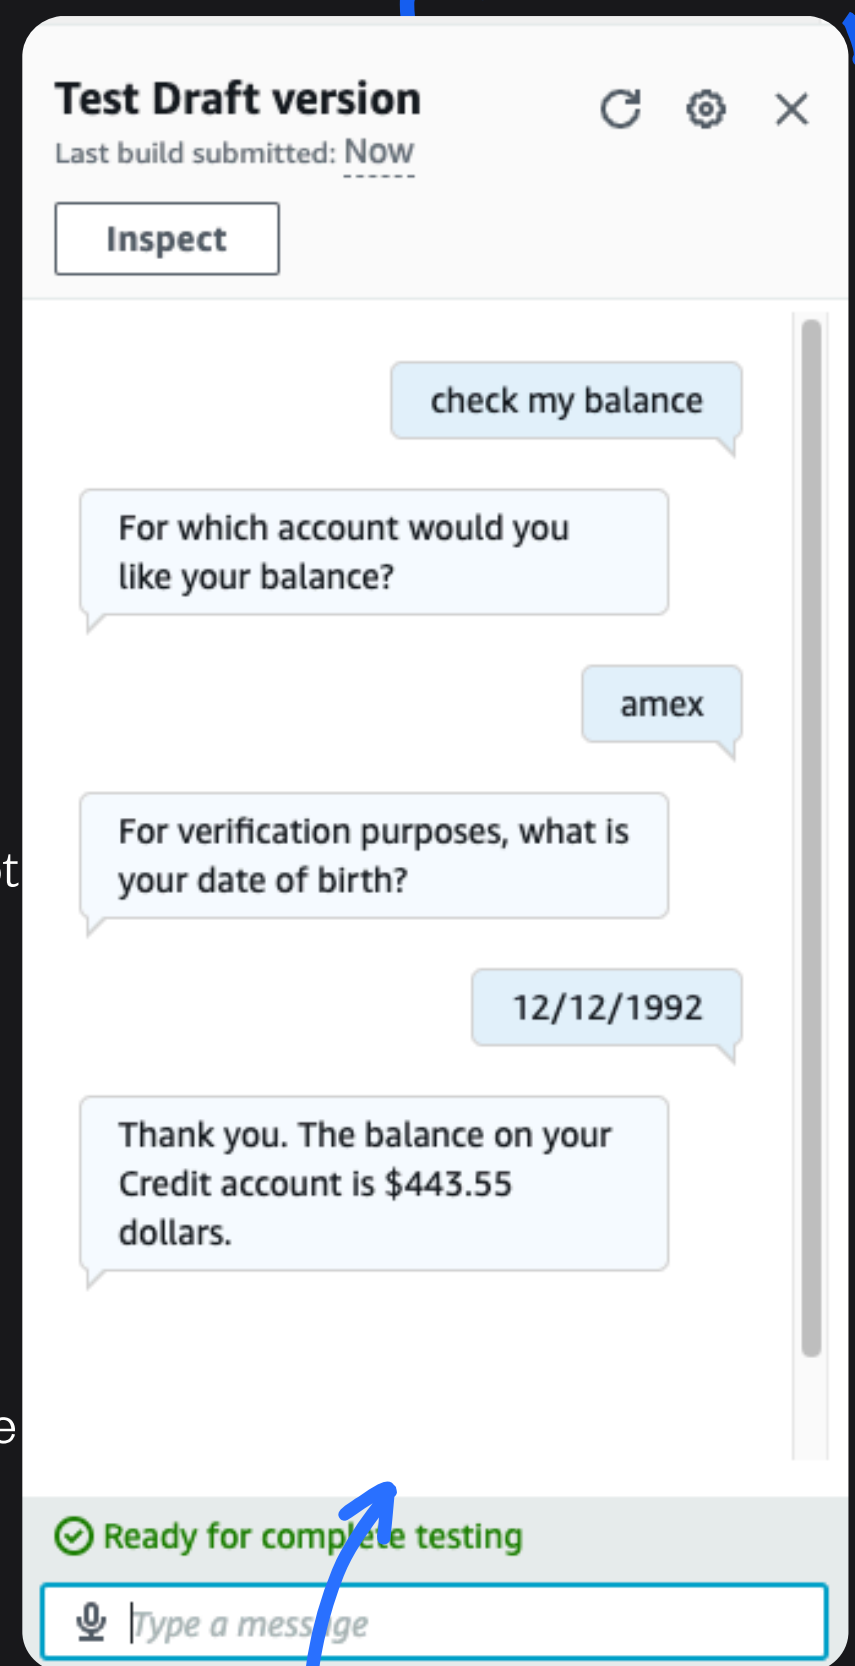 Test Draft version
Last build submitted: Now
Inspect
check my balance
For which account would you
like your balance?
amex
For verification purposes, what is
your date of birth?
12/12/1992
Thank you. The balance on your
Credit account is $443.55
dollars.
Ready for complete testing
Type a message